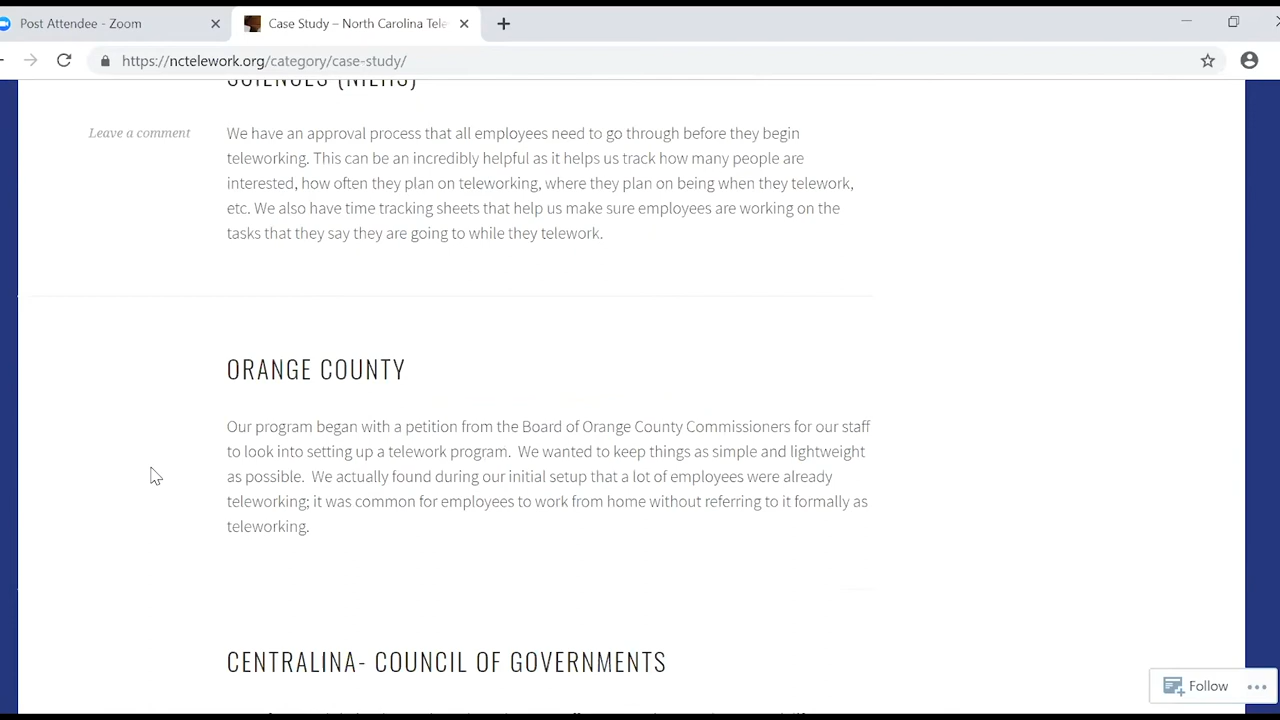 Post Attendee - Zoom
Case Study – North Carolina Tele
https://nctelework.org/category/case-study/
SCIENCES (NIEHS)
Leave a comment
We have an approval process that all employees need to go through before they begin
teleworking. This can be an incredibly helpful as it helps us track how many people are
interested, how often they plan on teleworking, where they plan on being when they telework,
etc. We also have time tracking sheets that help us make sure employees are working on the
tasks that they say they are going to while they telework.
ORANGE COUNTY
Our program began with a petition from the Board of Orange County Commissioners for our staff
to look into setting up a telework program.  We wanted to keep things as simple and lightweight
as possible.  We actually found during our initial setup that a lot of employees were already
teleworking; it was common for employees to work from home without referring to it formally as
teleworking.
CENTRALINA- COUNCIL OF GOVERNMENTS
Follow